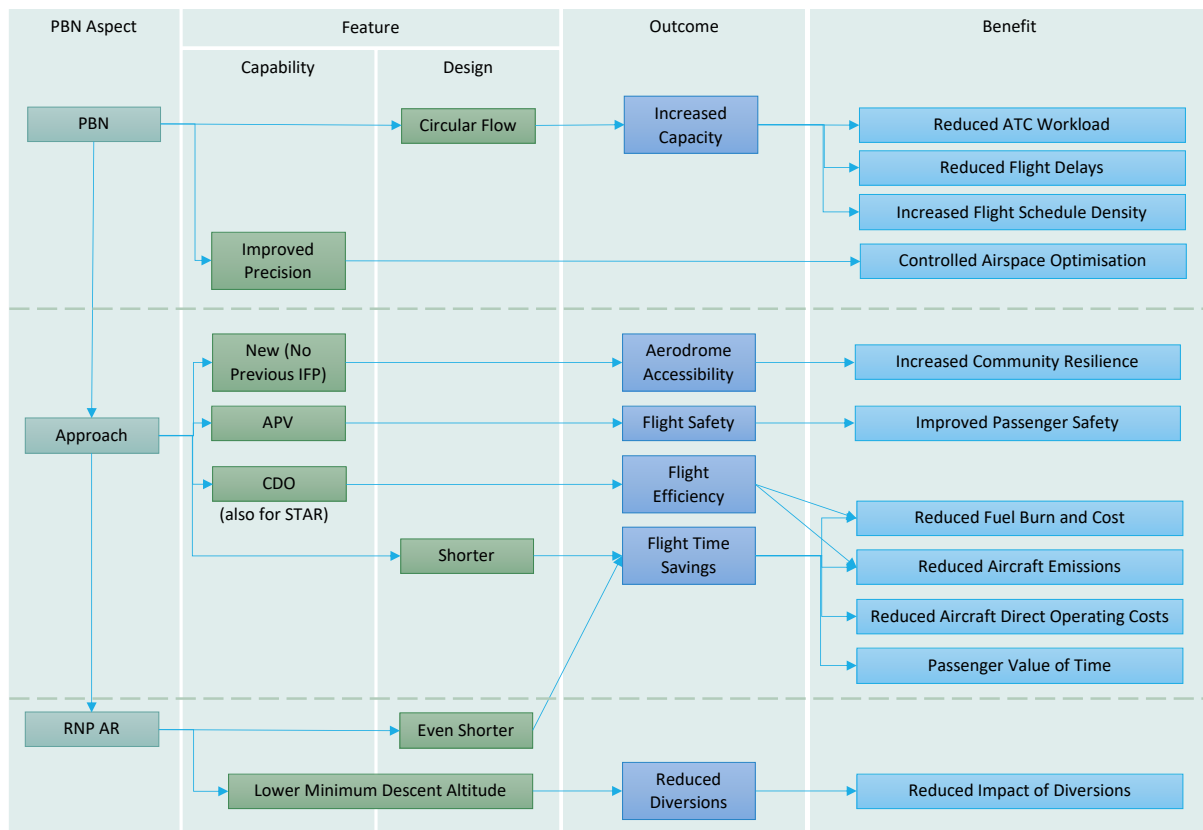 PBN Aspect
Feature
Outcome
Benefit
Capability
Design
PBN
Circular Flow
Increased
Capacity
Reduced ATC Workload
Reduced Flight Delays
Increased Flight Schedule Density
Improved
Precision
Controlled Airspace Optimisation
New (No
Previous IFP)
Aerodrome
Accessibility
Increased Community Resilience
Approach
APV
Flight Safety
Improved Passenger Safety
CDO
(also for STAR)
Flight
Efficiency
Reduced Fuel Burn and Cost
Shorter
Flight Time
Savings
Reduced Aircraft Emissions
Reduced Aircraft Direct Operating Costs
Passenger Value of Time
RNP AR
Even Shorter
Lower Minimum Descent Altitude
Reduced
Diversions
Reduced Impact of Diversions